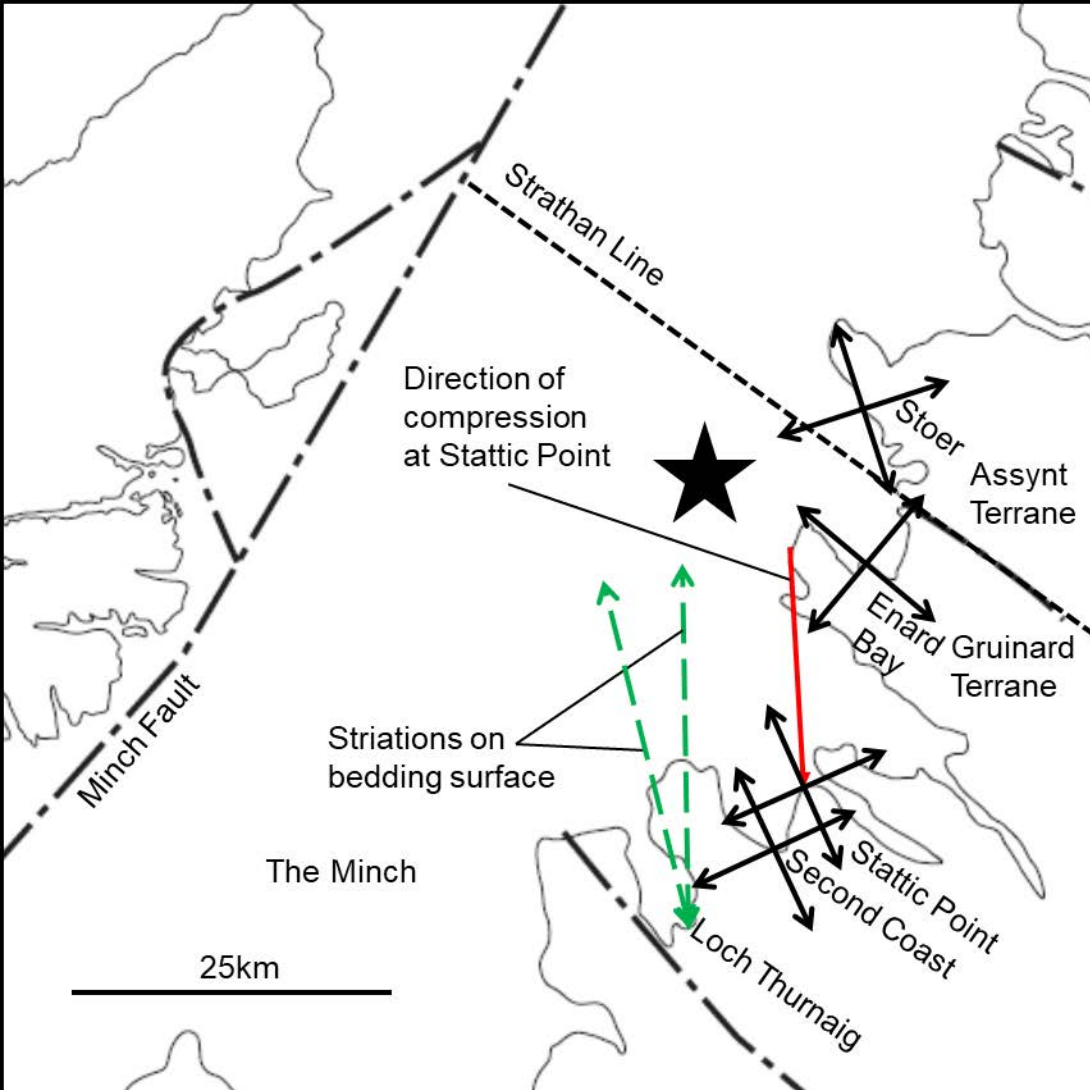 Strathan Line
Direction of
compression
at Stattic Point
Stoer
Assynt
Terrane
Enard
Bay
Gruinard
Terrane
Minch Fault
Striations on
bedding surface
The Minch
Stattic Point
Second Coast
Loch Thurnaig
25km